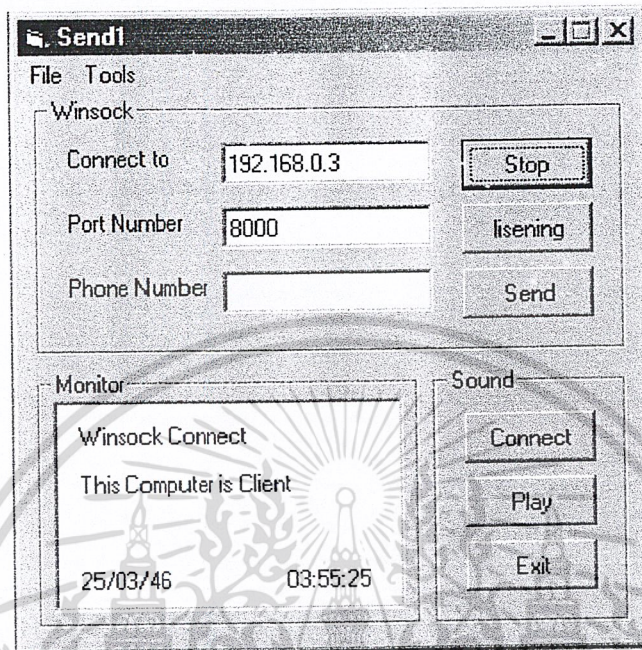 Send1
File Tools
Winsock
Connect to 192.168.0.3 Stop
Port Number 8000 lisening
Phone Number Send
Monitor
Winsock Connect
This Computer is Client
25/03/46 03:55:25
Sound
Connect
Play
Exit